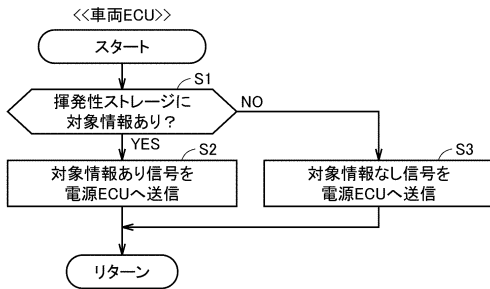 <<車両ECU>>
スタート
S1
揮発性ストレージに
対象情報あり？
NO
YES
S2
対象情報あり信号を
電源ECUへ送信
S3
対象情報なし信号を
電源ECUへ送信
リターン